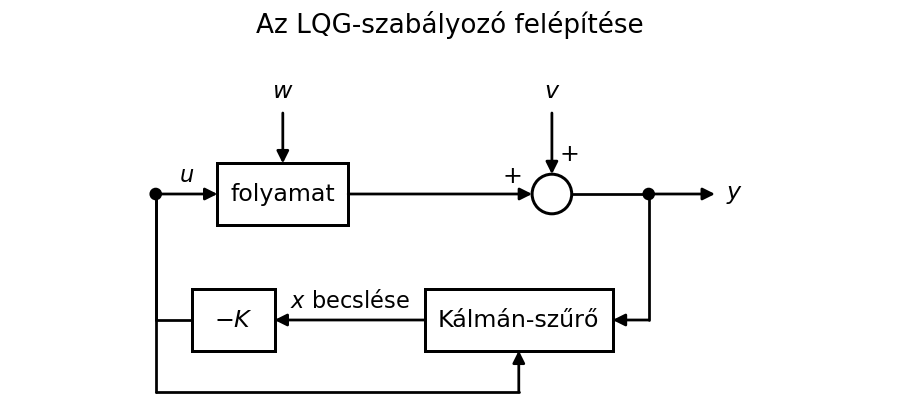 Az LQG-szabályozó felépítése
w
v
+
u
folyamat
+
y
−K
x becslése
Kálmán-szűrő